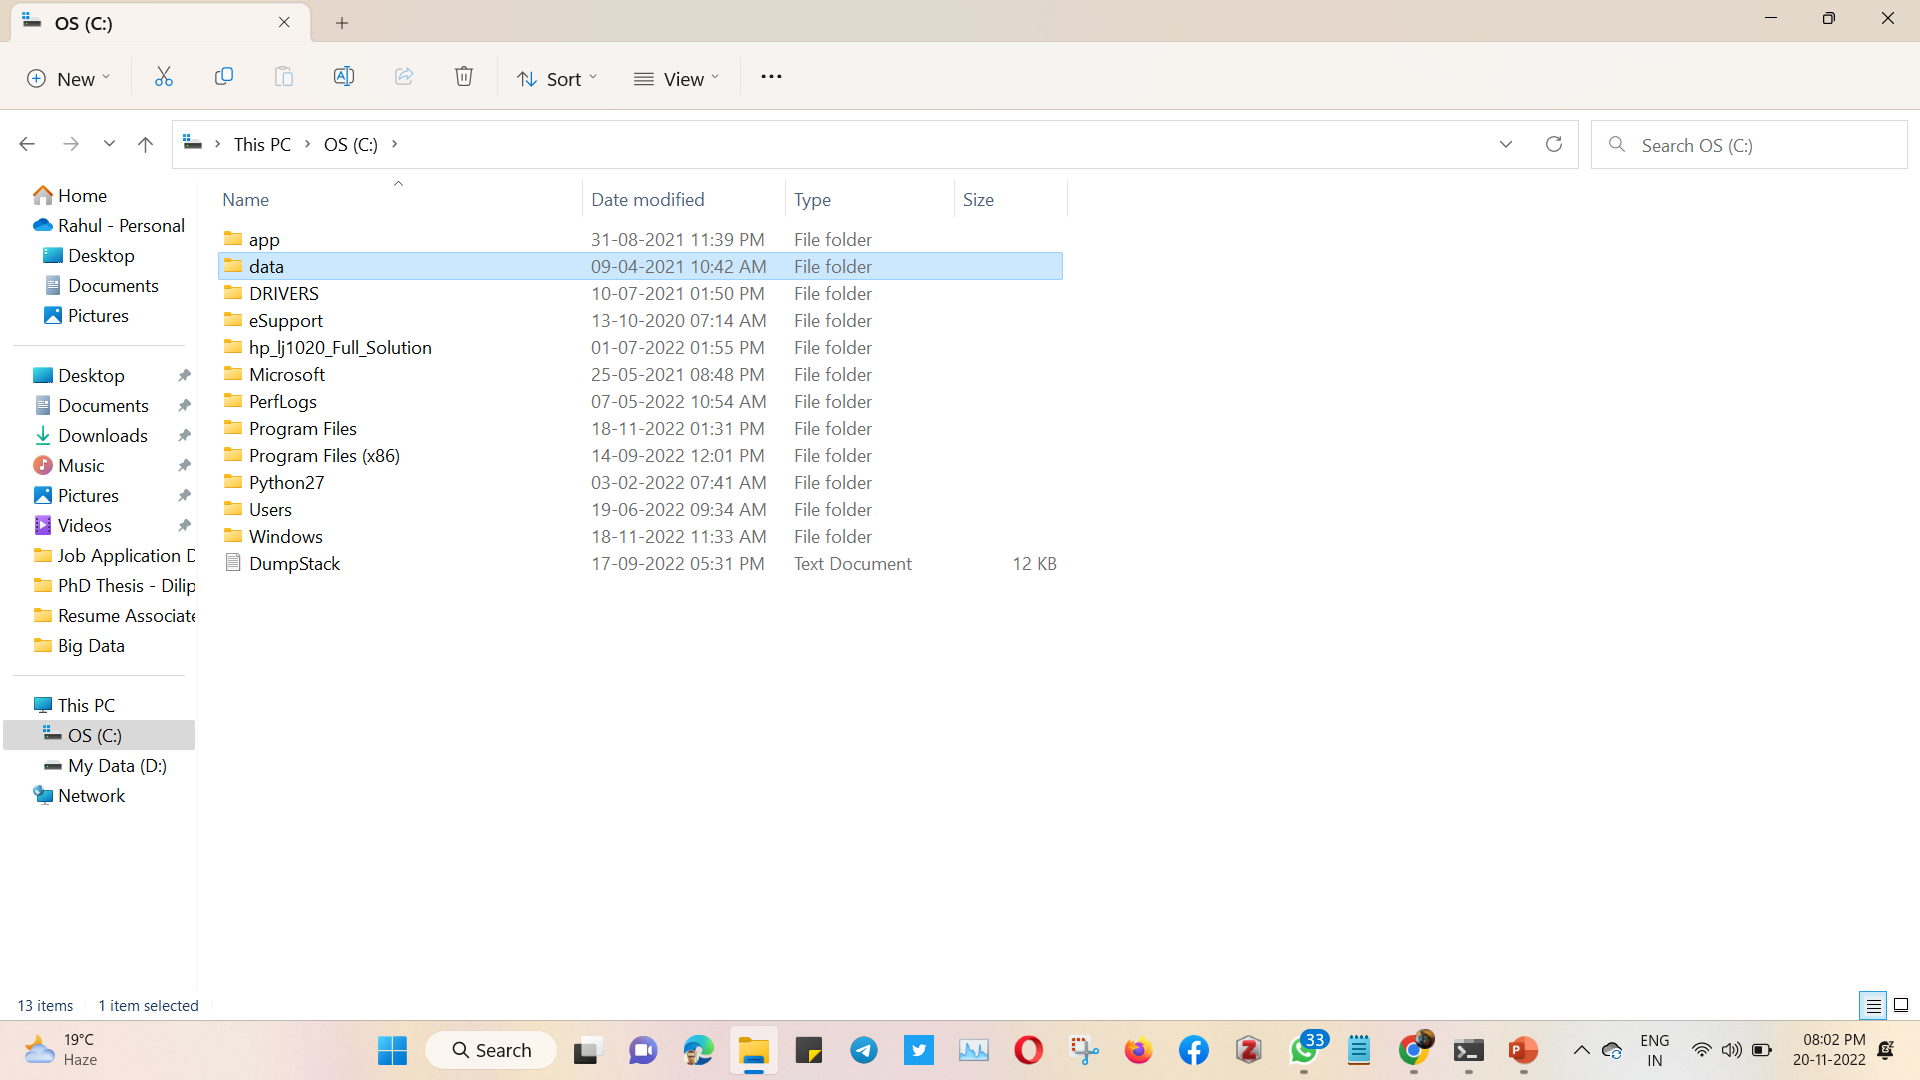 OS (C:)
New
Sort
View
This PC
OS (C:)
Search OS (C:)
Home
Rahul - Personal
Desktop
Documents
Pictures
Desktop
Documents
Downloads
Music
Pictures
Videos
Job Application D
PhD Thesis - Dilip
Resume Associate
Big Data
This PC
OS (C:)
My Data (D:)
Network
Name Date modified Type Size
app 31-08-2021 11:39 PM File folder
data 09-04-2021 10:42 AM File folder
DRIVERS 10-07-2021 01:50 PM File folder
eSupport 13-10-2020 07:14 AM File folder
hp_lj1020_Full_Solution 01-07-2022 01:55 PM File folder
Microsoft 25-05-2021 08:48 PM File folder
PerfLogs 07-05-2022 10:54 AM File folder
Program Files 18-11-2022 01:31 PM File folder
Program Files (x86) 14-09-2022 12:01 PM File folder
Python27 03-02-2022 07:41 AM File folder
Users 19-06-2022 09:34 AM File folder
Windows 18-11-2022 11:33 AM File folder
DumpStack 17-09-2022 05:31 PM Text Document 12 KB
13 items 1 item selected
19°C
Haze
Search
33
ENG
IN
08:02 PM
20-11-2022